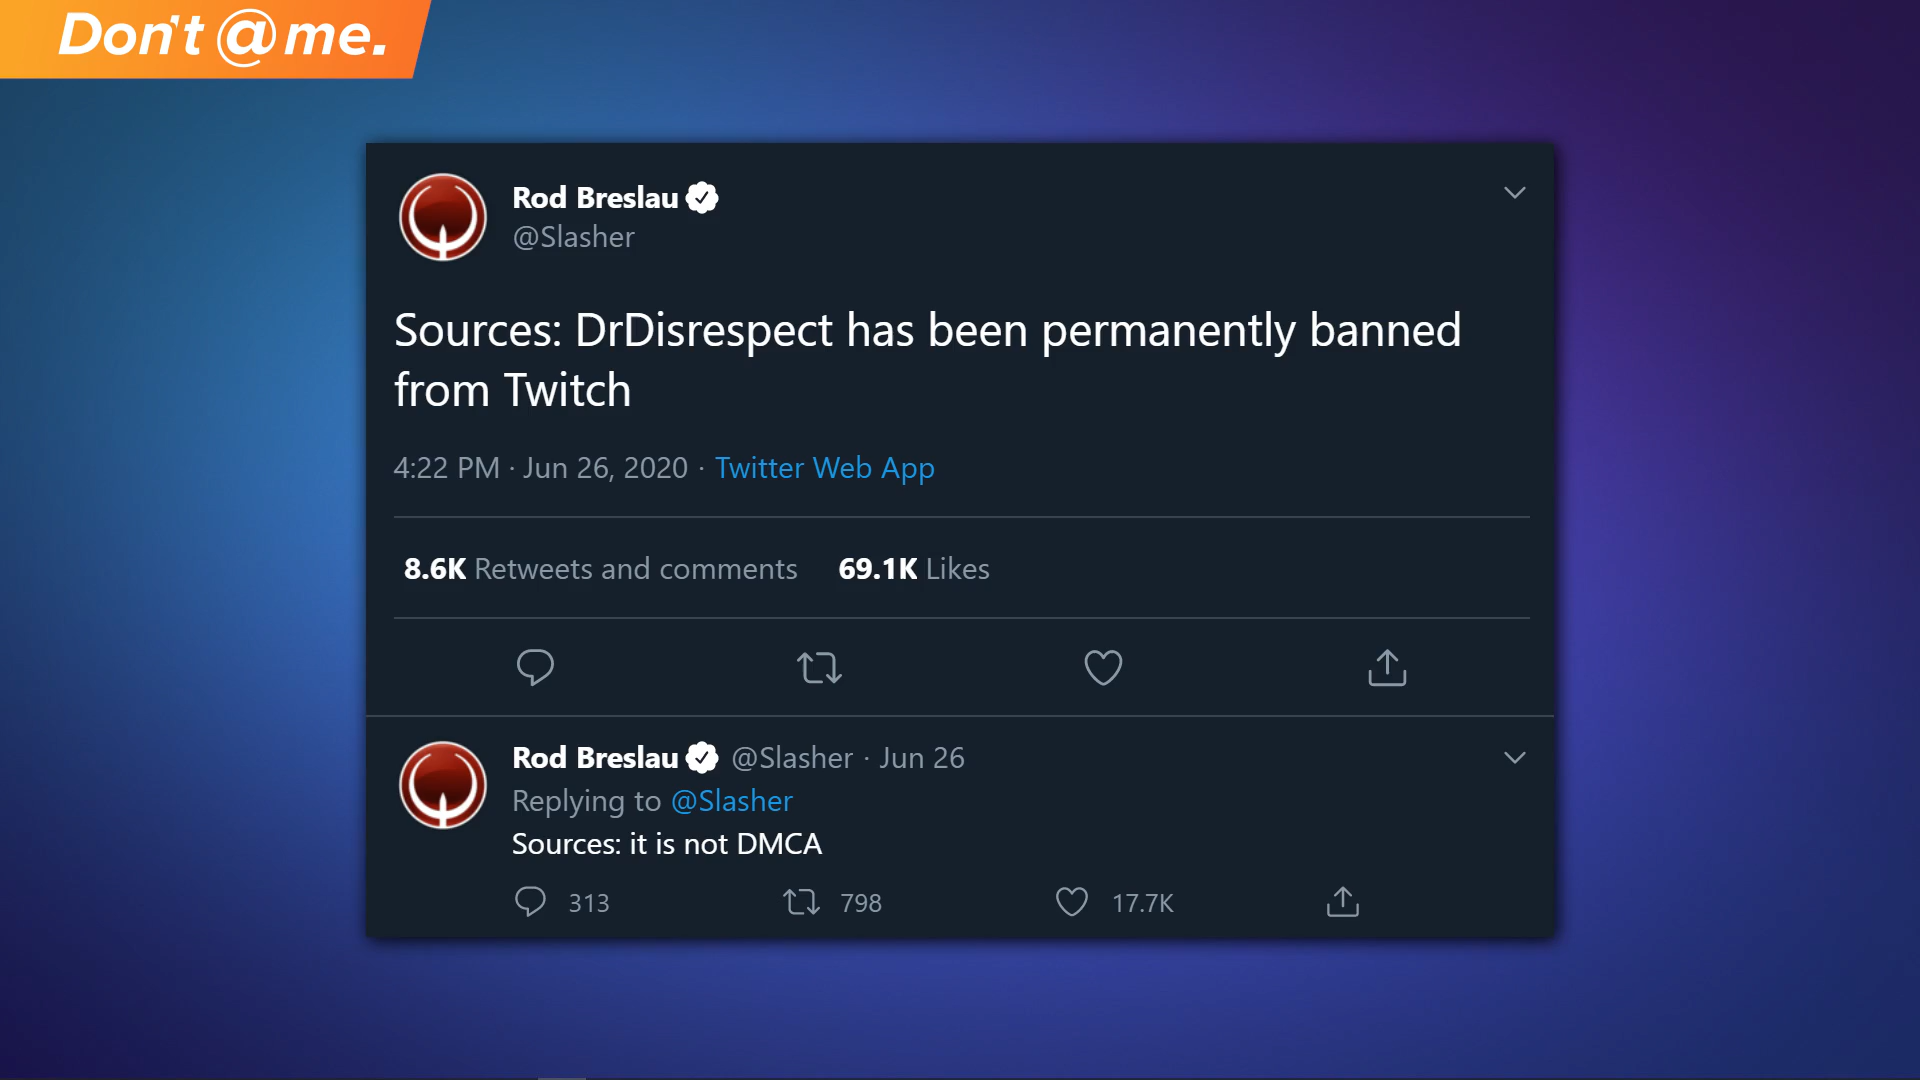 Don't @ me.
Rod Breslau
@Slasher
Sources: DrDisrespect has been permanently banned
from Twitch
4:22 PM · Jun 26, 2020 · Twitter Web App
8.6K Retweets and comments 69.1K Likes
Rod Breslau @Slasher · Jun 26
Replying to @Slasher
Sources: it is not DMCA
313 798 17.7K